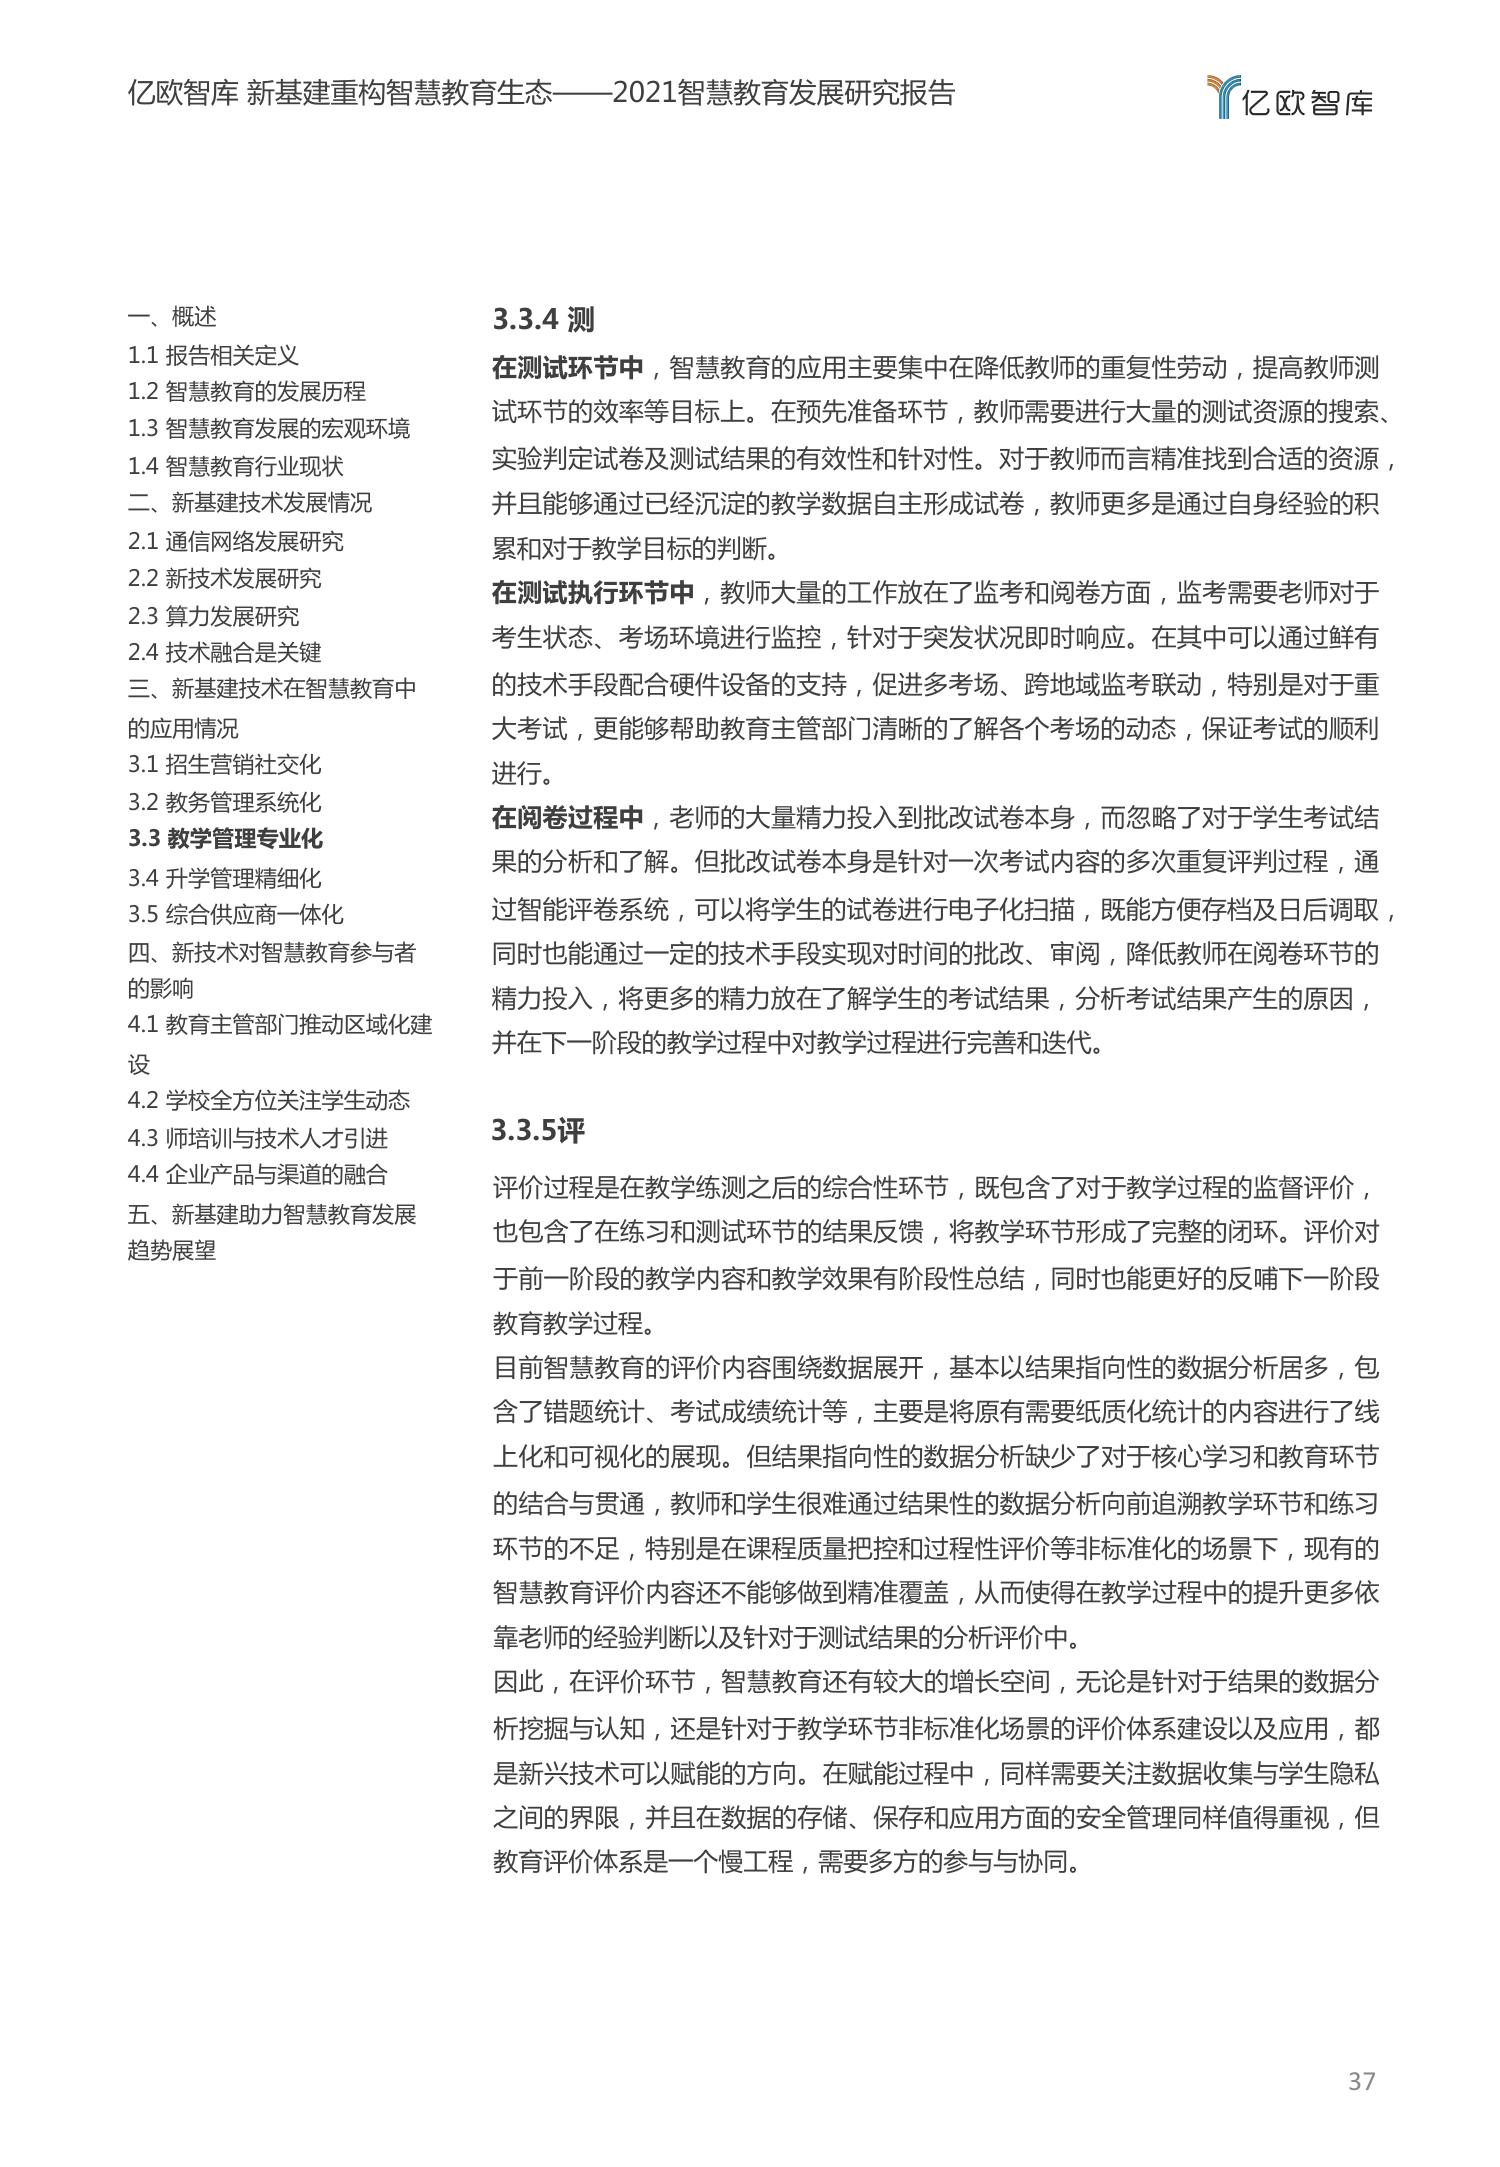 亿欧智库 新基建重构智慧教育生态——2021智慧教育发展研究报告
亿欧智库
一、概述
1.1 报告相关定义
1.2 智慧教育的发展历程
1.3 智慧教育发展的宏观环境
1.4 智慧教育行业现状
二、新基建技术发展情况
2.1 通信网络发展研究
2.2 新技术发展研究
2.3 算力发展研究
2.4 技术融合是关键
三、新基建技术在智慧教育中
的应用情况
3.1 招生营销社交化
3.2 教务管理系统化
3.3 教学管理专业化
3.4 升学管理精细化
3.5 综合供应商一体化
四、新技术对智慧教育参与者
的影响
4.1 教育主管部门推动区域化建
设
4.2 学校全方位关注学生动态
4.3 师培训与技术人才引进
4.4 企业产品与渠道的融合
五、新基建助力智慧教育发展
趋势展望
3.3.4 测
在测试环节中，智慧教育的应用主要集中在降低教师的重复性劳动，提高教师测
试环节的效率等目标上。在预先准备环节，教师需要进行大量的测试资源的搜索、
实验判定试卷及测试结果的有效性和针对性。对于教师而言精准找到合适的资源，
并且能够通过已经沉淀的教学数据自主形成试卷，教师更多是通过自身经验的积
累和对于教学目标的判断。
在测试执行环节中，教师大量的工作放在了监考和阅卷方面，监考需要老师对于
考生状态、考场环境进行监控，针对于突发状况即时响应。在其中可以通过鲜有
的技术手段配合硬件设备的支持，促进多考场、跨地域监考联动，特别是对于重
大考试，更能够帮助教育主管部门清晰的了解各个考场的动态，保证考试的顺利
进行。
在阅卷过程中，老师的大量精力投入到批改试卷本身，而忽略了对于学生考试结
果的分析和了解。但批改试卷本身是针对一次考试内容的多次重复评判过程，通
过智能评卷系统，可以将学生的试卷进行电子化扫描，既能方便存档及日后调取，
同时也能通过一定的技术手段实现对时间的批改、审阅，降低教师在阅卷环节的
精力投入，将更多的精力放在了解学生的考试结果，分析考试结果产生的原因，
并在下一阶段的教学过程中对教学过程进行完善和迭代。
3.3.5评
评价过程是在教学练测之后的综合性环节，既包含了对于教学过程的监督评价，
也包含了在练习和测试环节的结果反馈，将教学环节形成了完整的闭环。评价对
于前一阶段的教学内容和教学效果有阶段性总结，同时也能更好的反哺下一阶段
教育教学过程。
目前智慧教育的评价内容围绕数据展开，基本以结果指向性的数据分析居多，包
含了错题统计、考试成绩统计等，主要是将原有需要纸质化统计的内容进行了线
上化和可视化的展现。但结果指向性的数据分析缺少了对于核心学习和教育环节
的结合与贯通，教师和学生很难通过结果性的数据分析向前追溯教学环节和练习
环节的不足，特别是在课程质量把控和过程性评价等非标准化的场景下，现有的
智慧教育评价内容还不能够做到精准覆盖，从而使得在教学过程中的提升更多依
靠老师的经验判断以及针对于测试结果的分析评价中。
因此，在评价环节，智慧教育还有较大的增长空间，无论是针对于结果的数据分
析挖掘与认知，还是针对于教学环节非标准化场景的评价体系建设以及应用，都
是新兴技术可以赋能的方向。在赋能过程中，同样需要关注数据收集与学生隐私
之间的界限，并且在数据的存储、保存和应用方面的安全管理同样值得重视，但
教育评价体系是一个慢工程，需要多方的参与与协同。
37